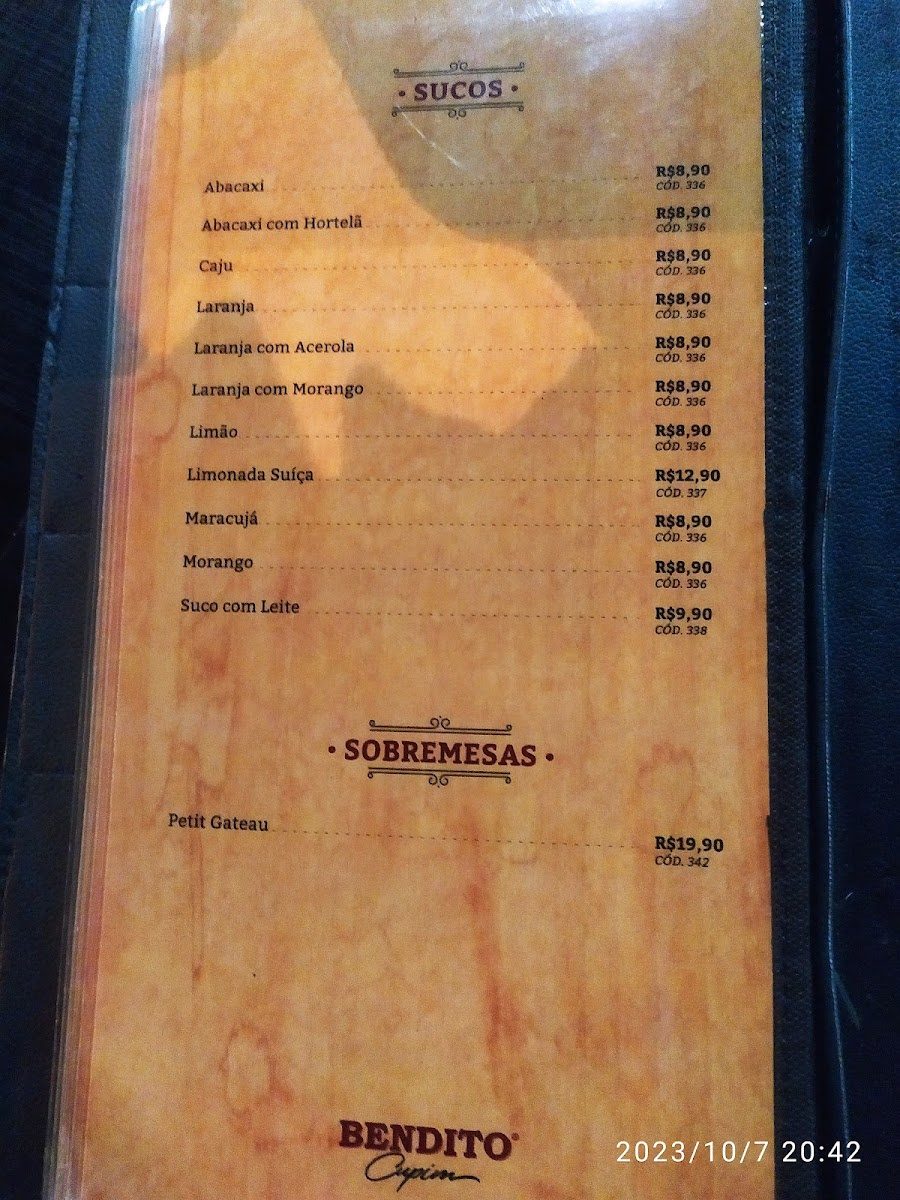 • SUCOS •
Abacaxi R$8,90
CÓD. 336
Abacaxi com Hortelã R$8,90
CÓD. 336
Caju R$8,90
CÓD. 336
Laranja R$8,90
CÓD. 336
Laranja com Acerola R$8,90
CÓD. 336
Laranja com Morango R$8,90
CÓD. 336
Limão R$8,90
CÓD. 336
Limonada Suíça R$12,90
CÓD. 337
Maracujá R$8,90
CÓD. 336
Morango R$8,90
CÓD. 336
Suco com Leite R$9,90
CÓD. 338
• SOBREMESAS •
Petit Gateau R$19,90
CÓD. 342
BENDITO®
Cupim
2023/10/7 20:42